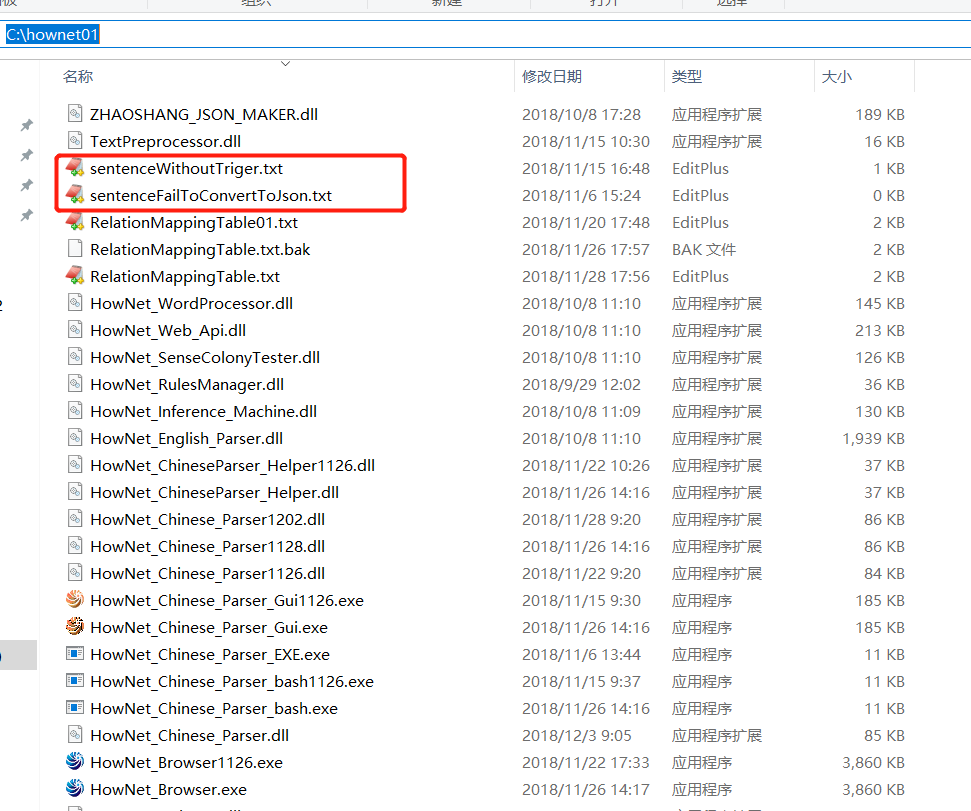 组织
新建
打开
选择
C:\hownet01
名称 修改日期 类型 大小
ZHAOSHANG_JSON_MAKER.dll 2018/10/8 17:28 应用程序扩展 189 KB
TextPreprocessor.dll 2018/11/15 10:30 应用程序扩展 16 KB
sentenceWithoutTriger.txt 2018/11/15 16:48 EditPlus 1 KB
sentenceFailToConvertToJson.txt 2018/11/6 15:24 EditPlus 0 KB
RelationMappingTable01.txt 2018/11/20 17:48 EditPlus 2 KB
RelationMappingTable.txt.bak 2018/11/26 17:57 BAK 文件 2 KB
RelationMappingTable.txt 2018/11/28 17:56 EditPlus 2 KB
HowNet_WordProcessor.dll 2018/10/8 11:10 应用程序扩展 145 KB
HowNet_Web_Api.dll 2018/10/8 11:10 应用程序扩展 213 KB
HowNet_SenseColonyTester.dll 2018/10/8 11:10 应用程序扩展 126 KB
HowNet_RulesManager.dll 2018/9/29 12:02 应用程序扩展 36 KB
HowNet_Inference_Machine.dll 2018/10/8 11:09 应用程序扩展 130 KB
HowNet_English_Parser.dll 2018/10/8 11:10 应用程序扩展 1,939 KB
HowNet_ChineseParser_Helper1126.dll 2018/11/22 10:26 应用程序扩展 37 KB
HowNet_ChineseParser_Helper.dll 2018/11/26 14:16 应用程序扩展 37 KB
HowNet_Chinese_Parser1202.dll 2018/11/28 9:20 应用程序扩展 86 KB
HowNet_Chinese_Parser1128.dll 2018/11/26 14:16 应用程序扩展 86 KB
HowNet_Chinese_Parser1126.dll 2018/11/22 9:20 应用程序扩展 84 KB
HowNet_Chinese_Parser_Gui1126.exe 2018/11/15 9:30 应用程序 185 KB
HowNet_Chinese_Parser_Gui.exe 2018/11/26 14:16 应用程序 185 KB
HowNet_Chinese_Parser_EXE.exe 2018/11/6 13:44 应用程序 11 KB
HowNet_Chinese_Parser_bash1126.exe 2018/11/15 9:37 应用程序 11 KB
HowNet_Chinese_Parser_bash.exe 2018/11/26 14:16 应用程序 11 KB
HowNet_Chinese_Parser.dll 2018/12/3 9:05 应用程序扩展 85 KB
HowNet_Browser1126.exe 2018/11/22 17:33 应用程序 3,860 KB
HowNet_Browser.exe 2018/11/26 14:17 应用程序 3,860 KB